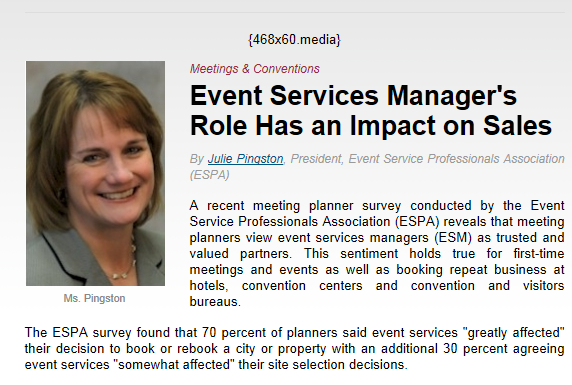 {468x60.media}
Meetings & Conventions
Event Services Manager's
Role Has an Impact on Sales
By Julie Pingston, President, Event Service Professionals Association
(ESPA)
A recent meeting planner survey conducted by the Event
Service Professionals Association (ESPA) reveals that meeting
planners view event services managers (ESM) as trusted and
valued partners. This sentiment holds true for first-time
meetings and events as well as booking repeat business at
hotels, convention centers and convention and visitors
bureaus.
Ms. Pingston
The ESPA survey found that 70 percent of planners said event services "greatly affected"
their decision to book or rebook a city or property with an additional 30 percent agreeing
event services "somewhat affected" their site selection decisions.